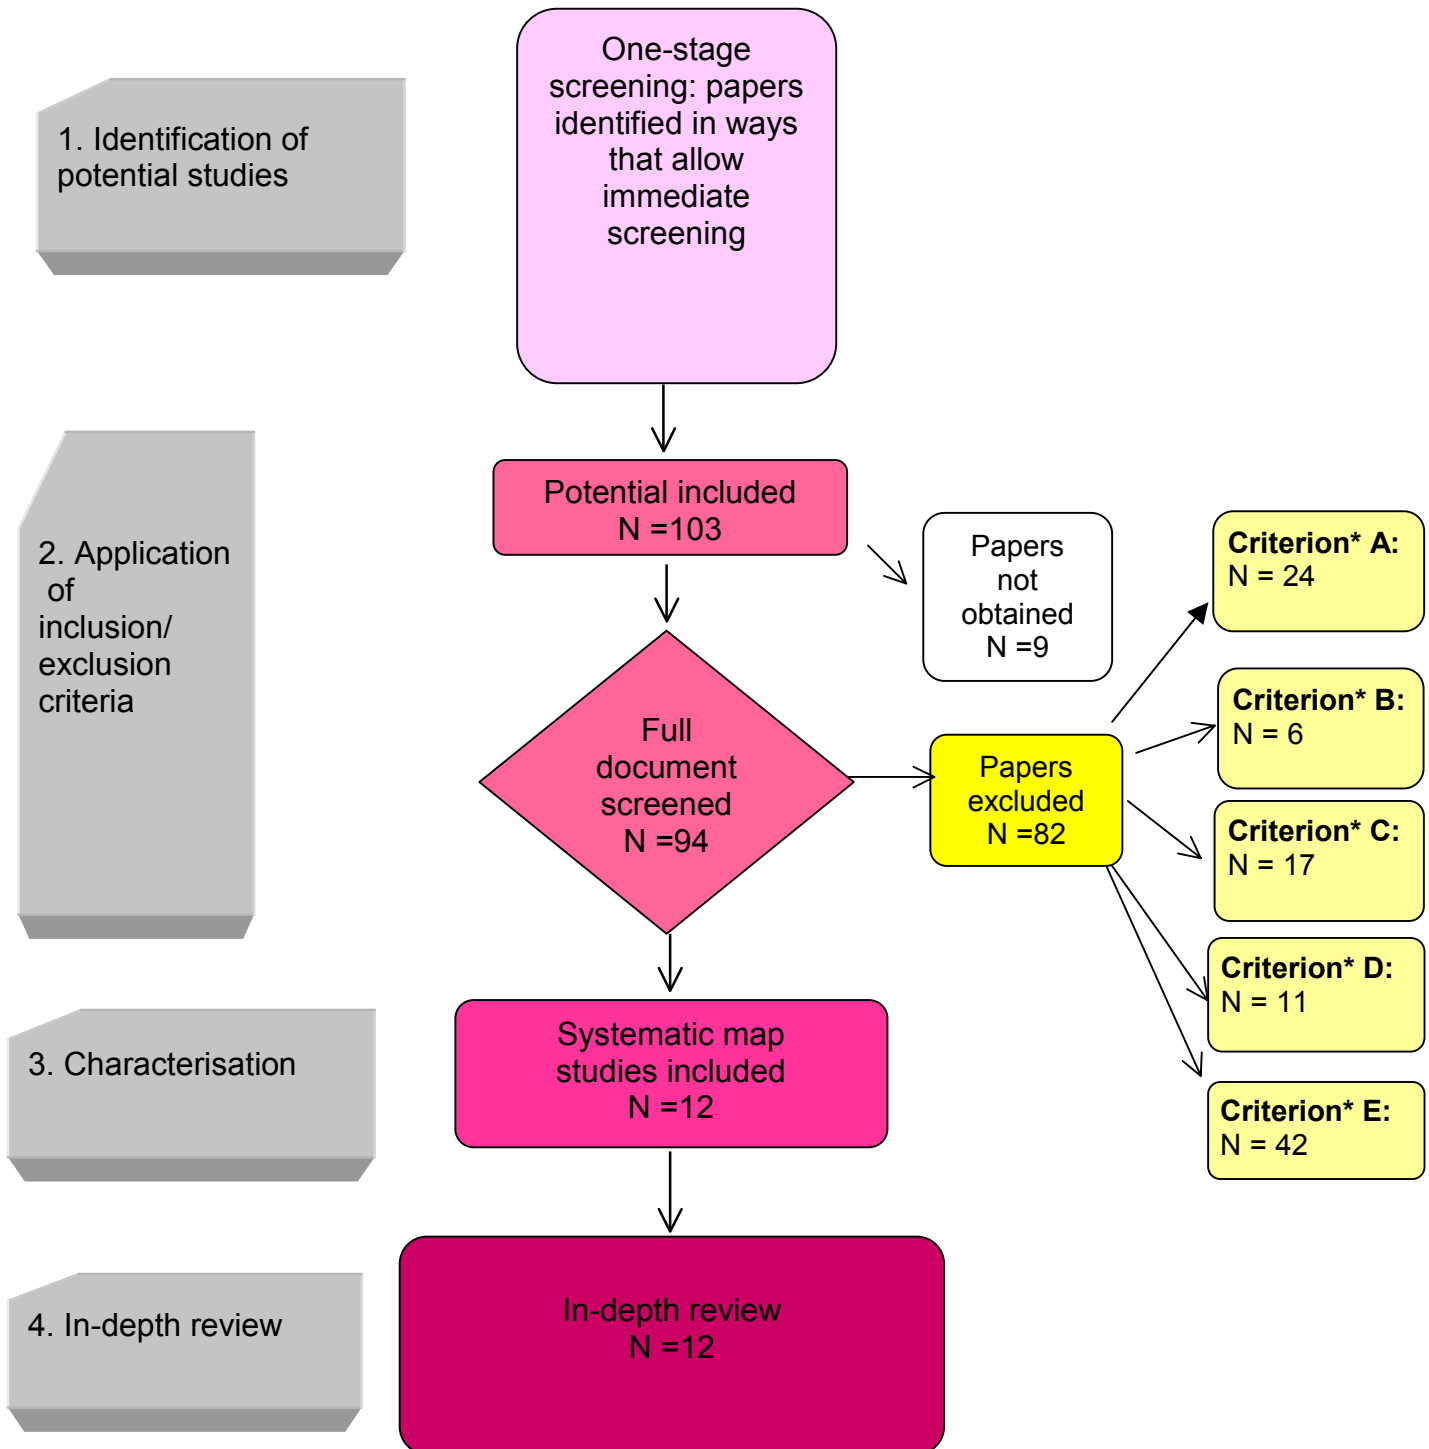 One-stage
screening: papers
identified in ways
that allow
immediate
screening
1. Identification of
potential studies
Potential included
N =103
Papers
not
obtained
N =9
2. Application
of
inclusion/
exclusion
criteria
Full
document
screened
N =94
Papers
excluded
N =82
Criterion* A:
N = 24
Criterion* B:
N = 6
Criterion* C:
N = 17
Criterion* D:
N = 11
Criterion* E:
N = 42
3. Characterisation
Systematic map
studies included
N =12
4. In-depth review
In-depth review
N =12